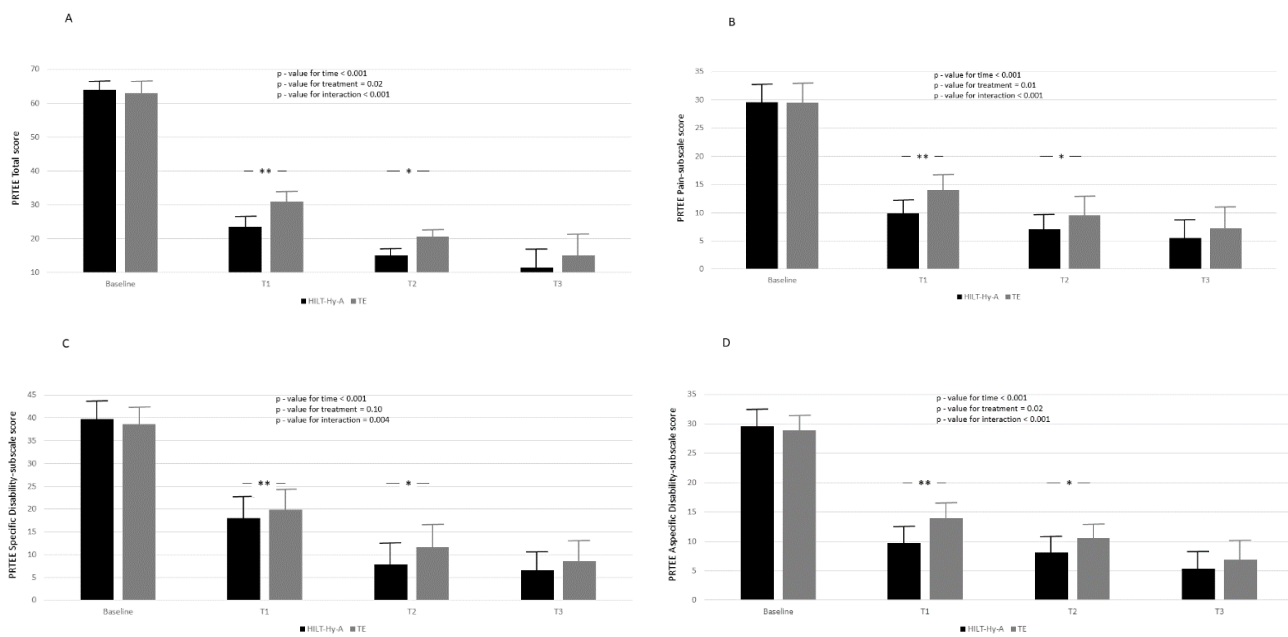 A
PRTEE Total score
70
60
50
40
30
20
10
p - value for time < 0.001
p - value for treatment = 0.02
p - value for interaction < 0.001
**
*
Baseline
T1
T2
T3
HILT-Hy-A
TE
B
PRTEE Pain-subscale score
35
30
25
20
15
10
5
0
p - value for time < 0.001
p - value for treatment = 0.01
p - value for interaction < 0.001
**
*
Baseline
T1
T2
T3
HILT-Hy-A
TE
C
PRTEE Specific Disability-subscale score
45
40
35
30
25
20
15
10
5
0
p - value for time < 0.001
p - value for treatment = 0.10
p - value for interaction = 0.004
**
*
Baseline
T1
T2
T3
HILT-Hy-A
TE
D
PRTEE Aspecific Disability-subscale score
35
30
25
20
15
10
5
0
p - value for time < 0.001
p - value for treatment = 0.02
p - value for interaction < 0.001
**
*
Baseline
T1
T2
T3
HILT-Hy-A
TE